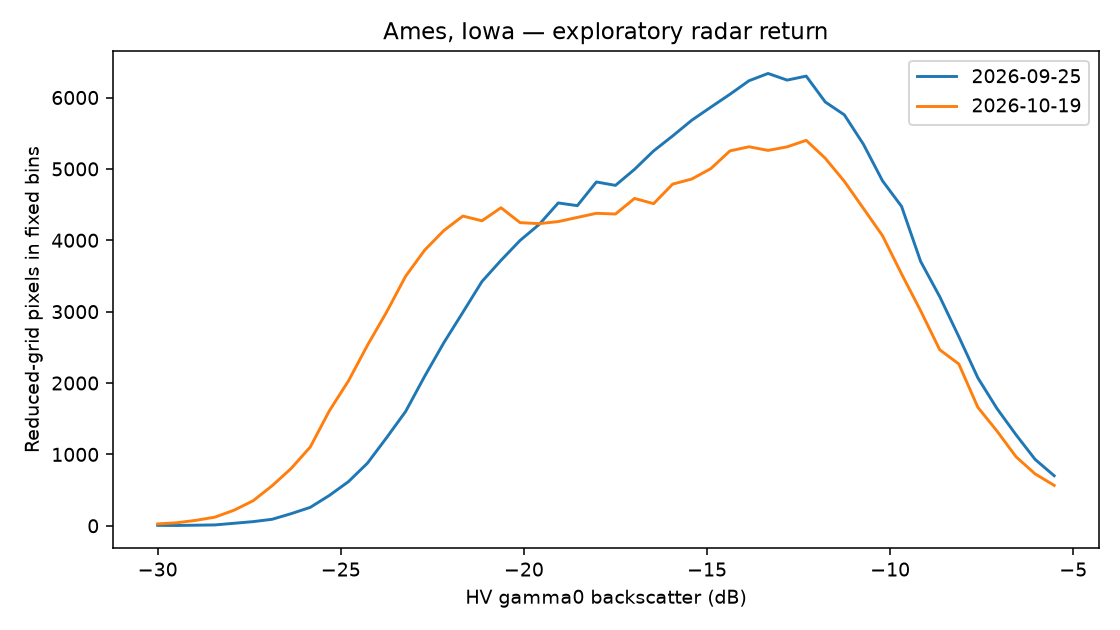 Ames, Iowa — exploratory radar return
2026-09-25
2026-10-19
Reduced-grid pixels in fixed bins
6000
5000
4000
3000
2000
1000
0
−30 −25 −20 −15 −10 −5
HV gamma0 backscatter (dB)